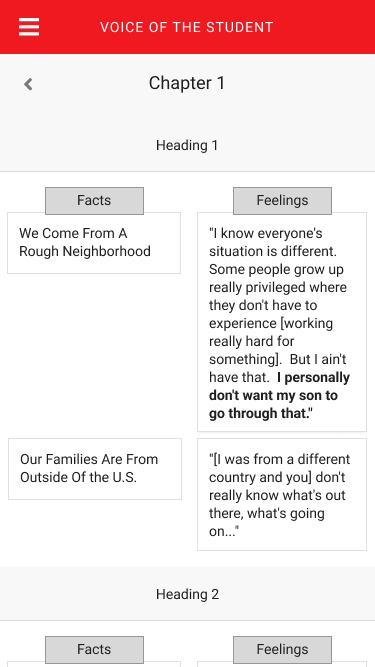 VOICE OF THE STUDENT
Chapter 1
Heading 1
Facts
Feelings
We Come From A
Rough Neighborhood
"I know everyone's
situation is different.
Some people grow up
really privileged where
they don't have to
experience [working
really hard for
something].  But I ain't
have that.  I personally
don't want my son to
go through that."
Our Families Are From
Outside Of the U.S.
"[I was from a different
country and you] don't
really know what's out
there, what's going
on..."
Heading 2
Facts
Feelings